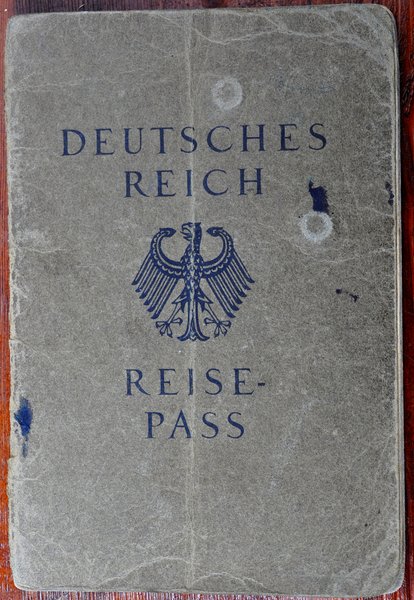 DEUTSCHES
REICH
REISE-
PASS